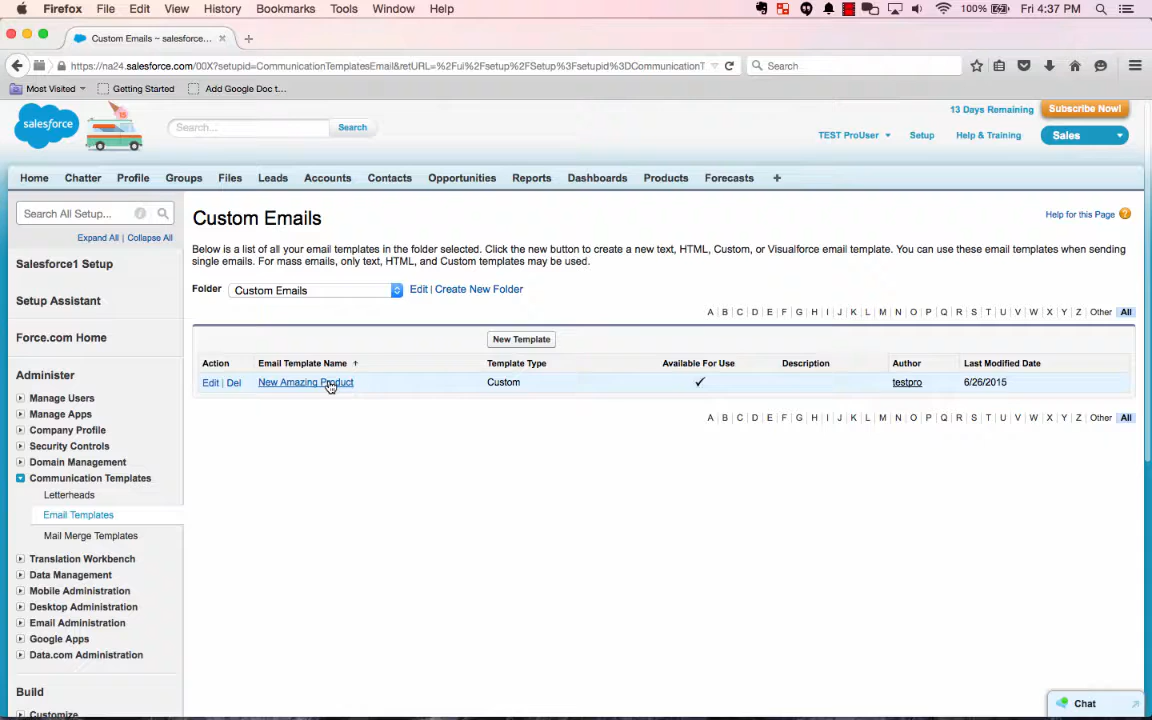 Firefox File Edit View History Bookmarks Tools Window Help 100% Fri 4:37 PM
Custom Emails ~ salesforce...
https://na24.salesforce.com/00X?setupid=CommunicationTemplatesEmail&retURL=%2Fui%2Fsetup%2FSetup%3Fsetupid%3DCommunicationT Search
Most Visited Getting Started Add Google Doc t...
13 Days Remaining Subscribe Now!
salesforce Search... Search
TEST ProUser Setup Help & Training Sales
Home Chatter Profile Groups Files Leads Accounts Contacts Opportunities Reports Dashboards Products Forecasts +
Search All Setup...
Expand All | Collapse All
Salesforce1 Setup
Setup Assistant
Force.com Home
Administer
Manage Users
Manage Apps
Company Profile
Security Controls
Domain Management
Communication Templates
Letterheads
Email Templates
Mail Merge Templates
Translation Workbench
Data Management
Mobile Administration
Desktop Administration
Email Administration
Google Apps
Data.com Administration
Build
Customize
Custom Emails
Help for this Page ?
Below is a list of all your email templates in the folder selected. Click the new button to create a new text, HTML, Custom, or Visualforce email template. You can use these email templates when sending
single emails. For mass emails, only text, HTML, and Custom templates may be used.
Folder Custom Emails Edit | Create New Folder
A B C D E F G H I J K L M N O P Q R S T U V W X Y Z Other All
New Template
Action Email Template Name Template Type Available For Use Description Author Last Modified Date
Edit | Del New Amazing Product Custom ✓ testpro 6/26/2015
A B C D E F G H I J K L M N O P Q R S T U V W X Y Z Other All
Chat